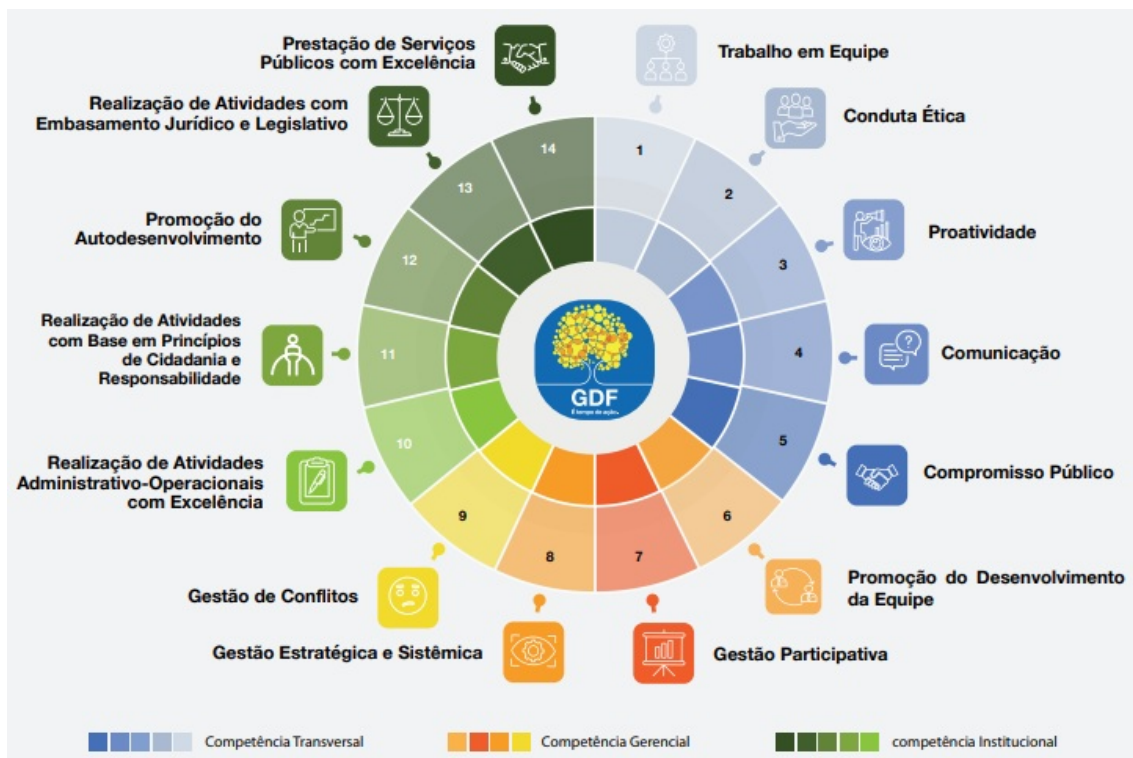 Prestação de Serviços
Públicos com Excelência
Trabalho em Equipe
Realização de Atividades com
Embasamento Jurídico e Legislativo
Conduta Ética
14
1
13
2
Promoção do
Autodesenvolvimento
Proatividade
12
3
Realização de Atividades
com Base em Princípios
de Cidadania e
Responsabilidade
11
4
Comunicação
?
GDF
É tempo de ação.
10
5
Realização de Atividades
Administrativo-Operacionais
com Excelência
Compromisso Público
9
6
8
7
Gestão de Conflitos
Promoção do Desenvolvimento
da Equipe
Gestão Estratégica e Sistêmica
Gestão Participativa
Competência Transversal
Competência Gerencial
competência Institucional